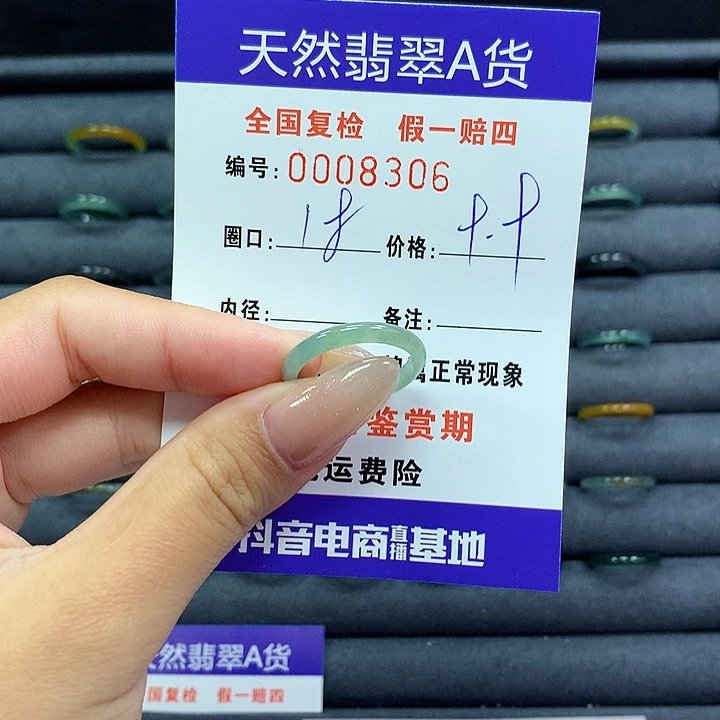 天然翡翠A货
全国复检 假一赔四
编号: 0008306
圈口: 18 价格:
内径: 备注:
属正常现象
鉴赏期
运费险
抖音电商直播基地
天然翡翠A货
国复检 假一赔四